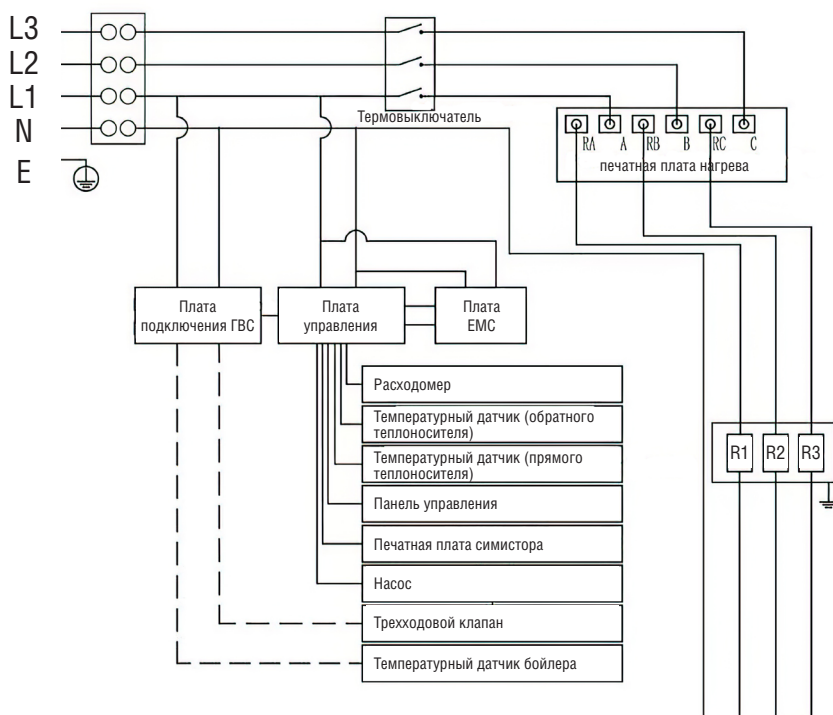 L3
L2
L1
N
E
Термовыключатель
RA A RB B RC C
печатная плата нагрева
Плата
подключения ГВС
Плата
управления
Плата
ЕМС
Расходомер
Температурный датчик (обратного
теплоносителя)
Температурный датчик (прямого
теплоносителя)
Панель управления
Печатная плата симистора
Насос
Трехходовой клапан
Температурный датчик бойлера
R1 R2 R3